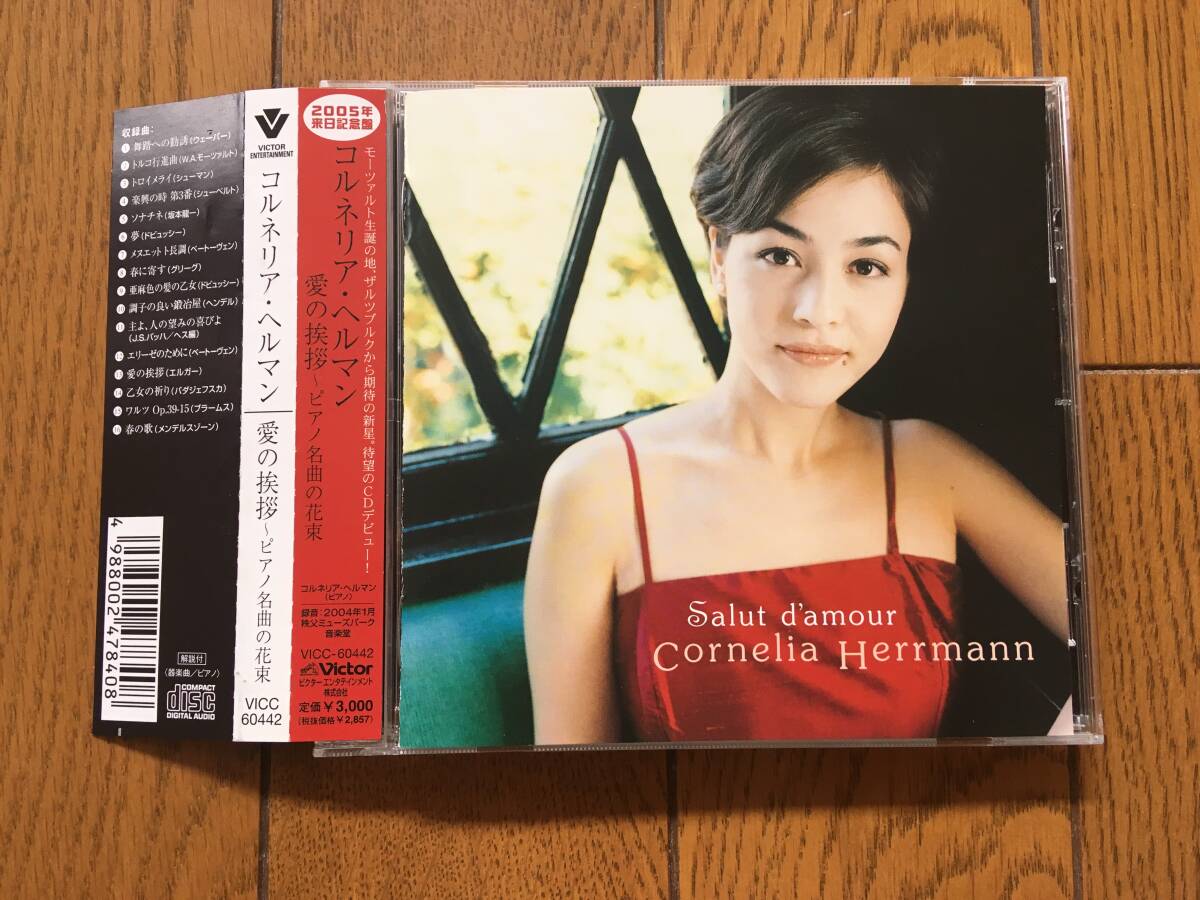 収録曲:
1 舞踏への勧誘(ウェーバー)
2 トルコ行進曲(W.A.モーツァルト)
3 トロイメライ(シューマン)
4 楽興の時 第3番(シューベルト)
5 ソナチネ(坂本龍一)
6 夢(ドビュッシー)
7 メヌエットト長調(ベートーヴェン)
8 春に寄す(グリーグ)
9 亜麻色の髪の乙女(ドビュッシー)
10 調子の良い鍛冶屋(ヘンデル)
11 主よ、人の望みの喜びよ
(J.S.バッハ/ヘス編)
12 エリーゼのために(ベートーヴェン)
13 愛の挨拶(エルガー)
14 乙女の祈り(バダジェフスカ)
15 ワルツ Op.39-15(ブラームス)
16 春の歌(メンデルスゾーン)
4 988002 478408
解説付
〈器楽曲/ピアノ〉
COMPACT
disc
DIGITAL AUDIO
VICTOR
ENTERTAINMENT
コルネリア・ヘルマン
愛の挨拶~ピアノ名曲の花束
VICC
60442
2005年
来日記念盤
モーツァルト生誕の地、ザルツブルクから期待の新星。待望のCDデビュー!
コルネリア・ヘルマン
愛の挨拶~ピアノ名曲の花束
コルネリア・ヘルマン
(ピアノ)
録音:2004年1月
秩父ミューズパーク
音楽堂
VICC-60442
Victor
ビクターエンタテインメント
株式会社
定価¥3,000
(税抜価格¥2,857)
Salut d'amour
Cornelia Herrmann